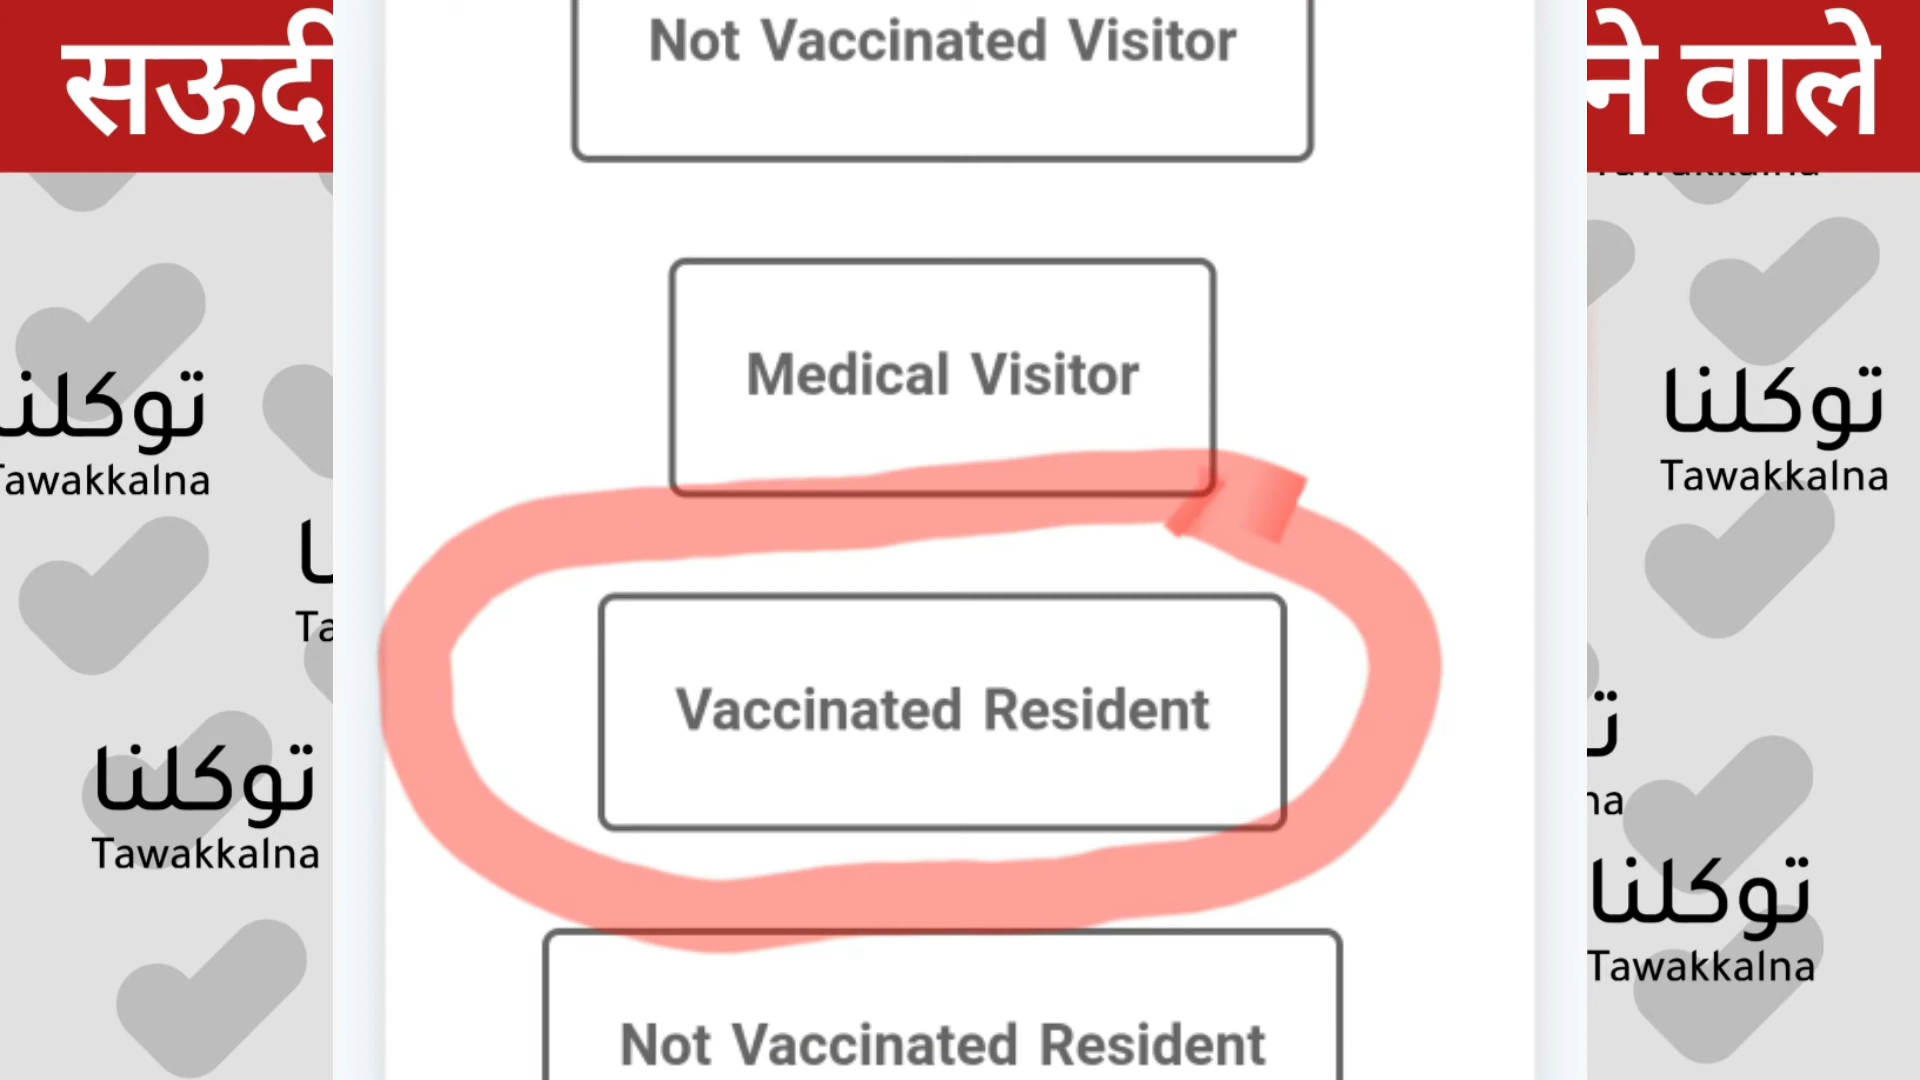 सऊदी
ने वाले
Not Vaccinated Visitor
Medical Visitor
Vaccinated Resident
Not Vaccinated Resident
توكلنا
Tawakkalna
توكلنا
Tawakkalna
توكلنا
Tawakkalna
توكلنا
Tawakkalna